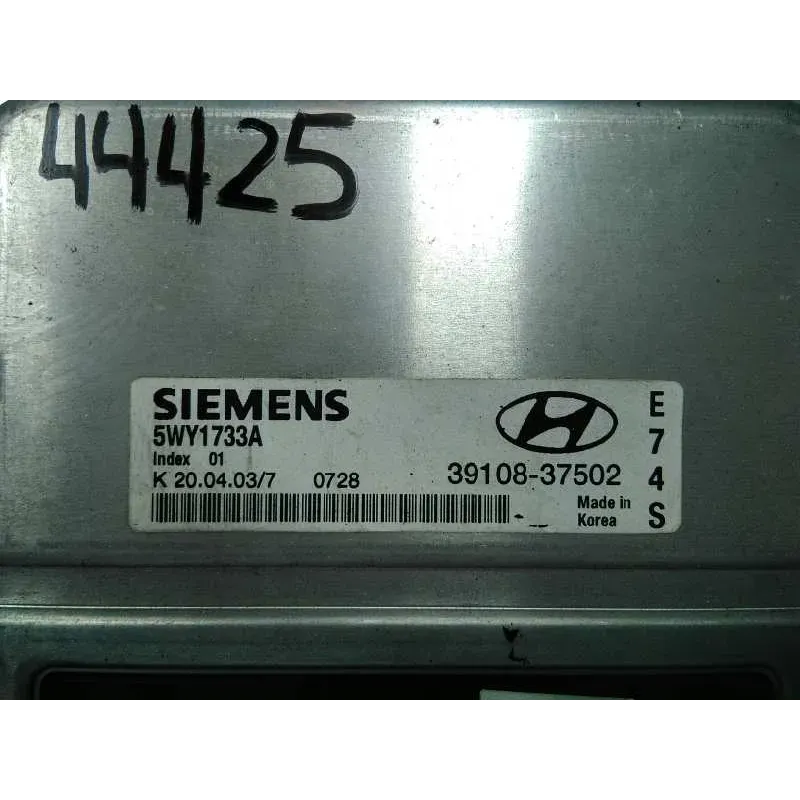 44425
SIEMENS
5WY1733A
Index 01
K 20.04.03/7 0728
39108-37502
Made in
Korea
E
7
4
S